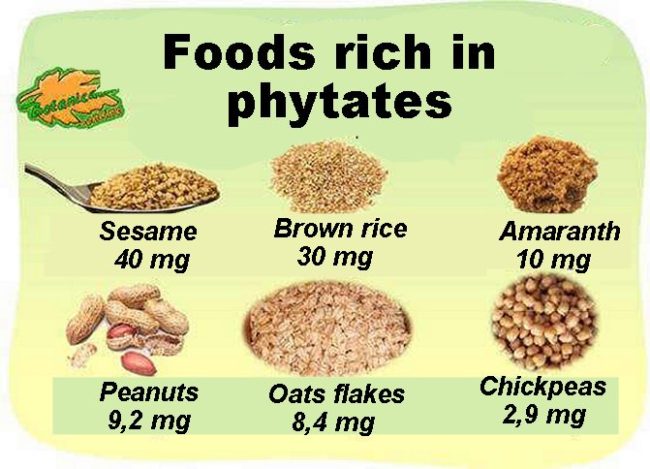 Foods rich in
phytates
Botanical
Sesame
40 mg
Brown rice
30 mg
Amaranth
10 mg
Peanuts
9,2 mg
Oats flakes
8,4 mg
Chickpeas
2,9 mg